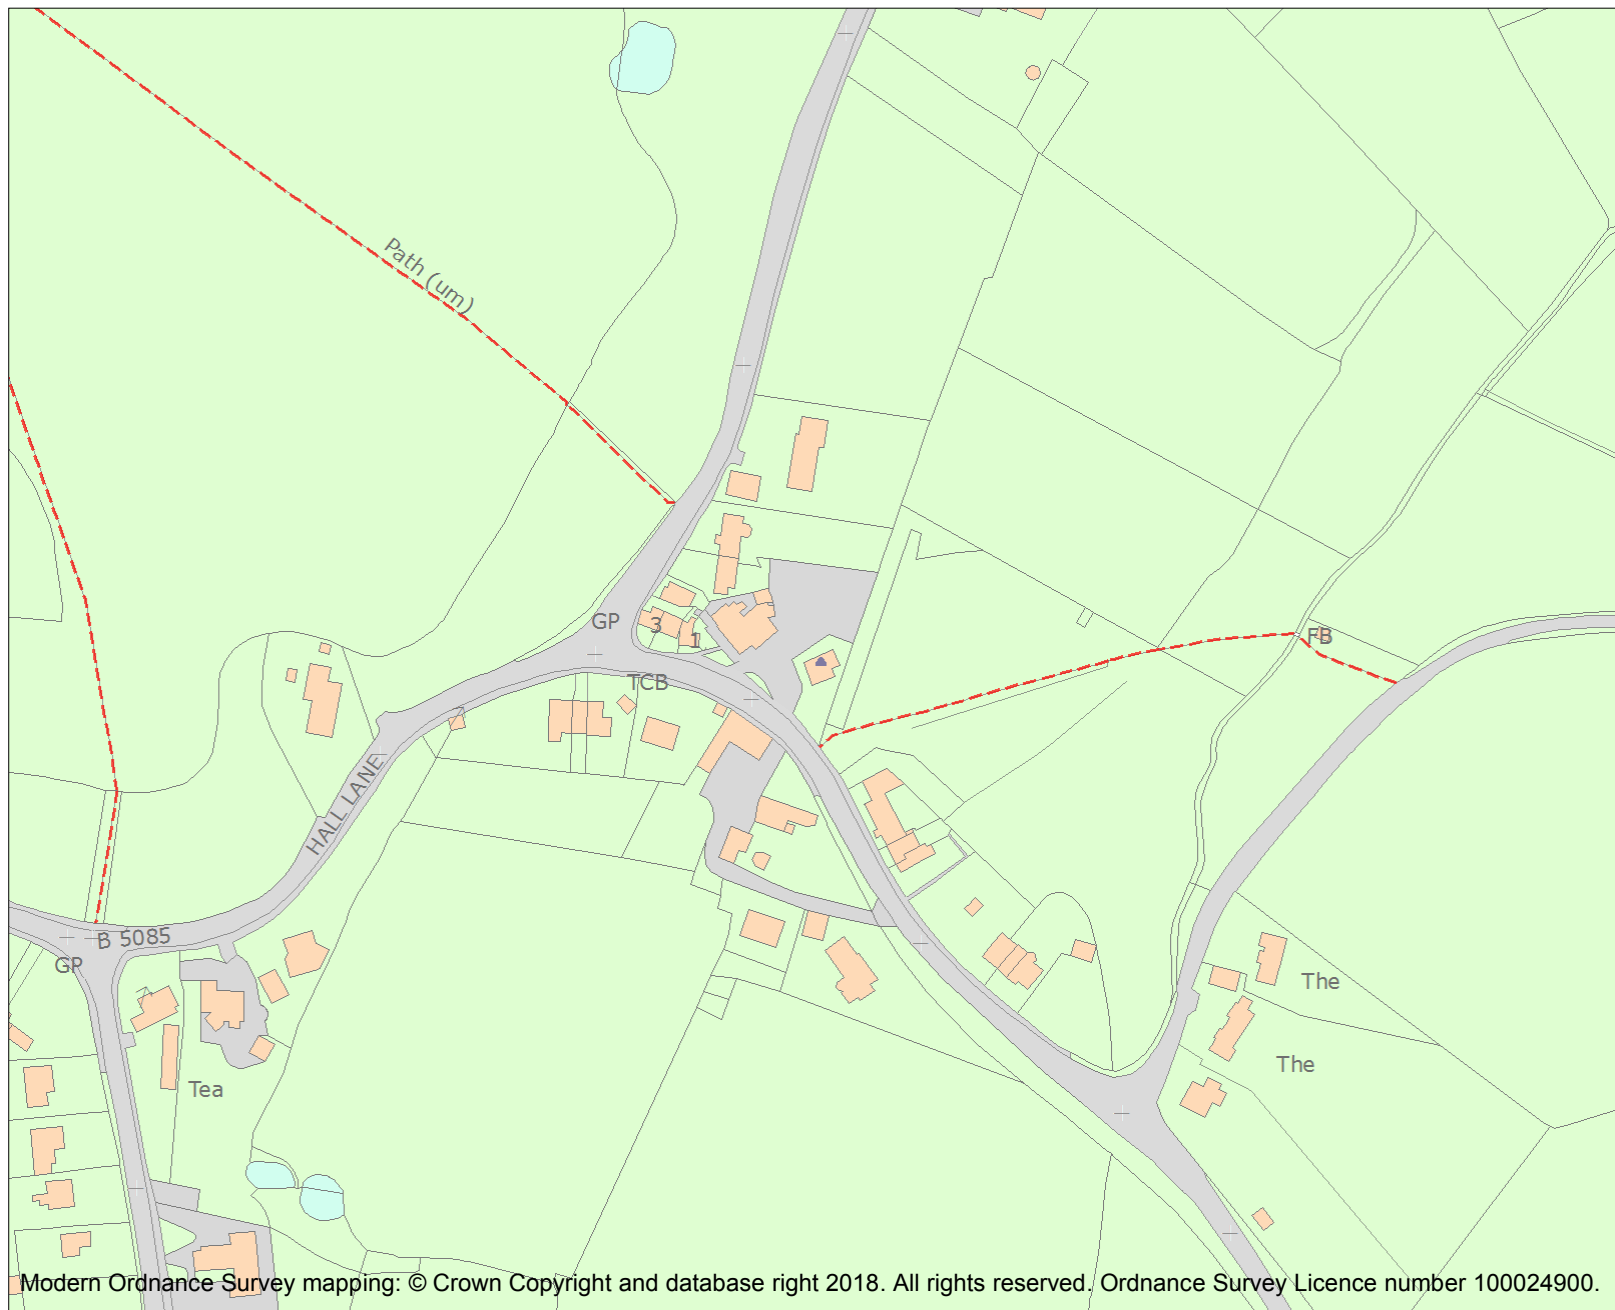 Path (um)
GP
3
1
TCB
FB
HALL LANE
B 5085
GP
The
The
Tea
Modern Ordnance Survey mapping: © Crown Copyright and database right 2018. All rights reserved. Ordnance Survey Licence number 100024900.